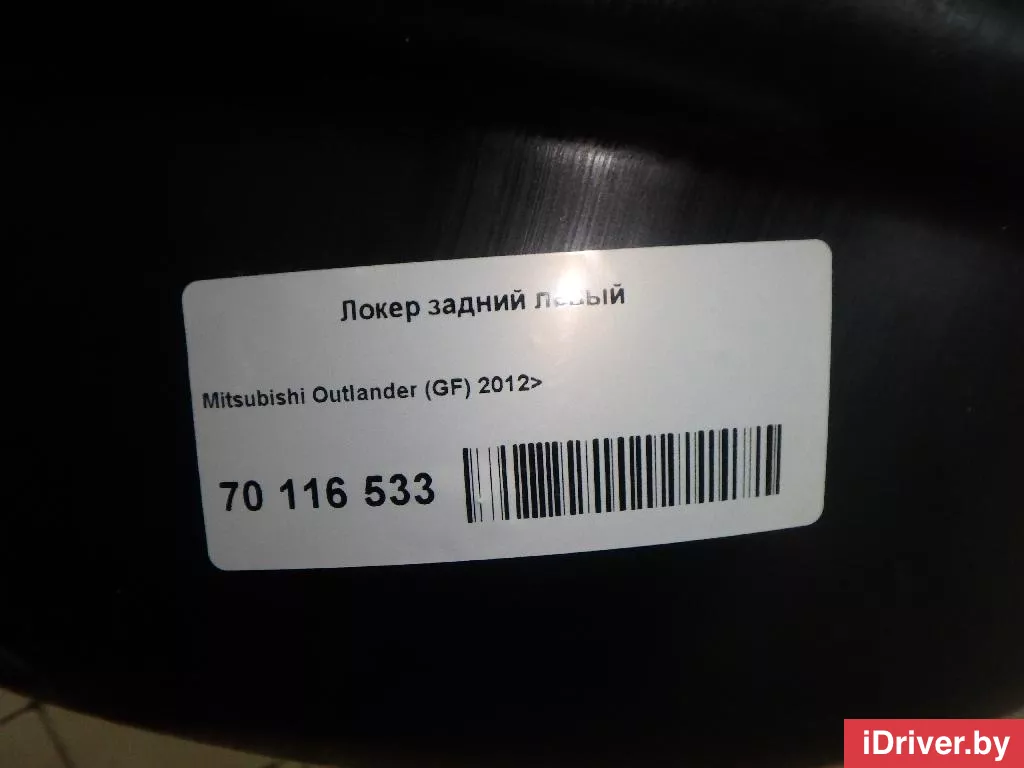 Локер задний левый
Mitsubishi Outlander (GF) 2012>
70 116 533
iDriver.by